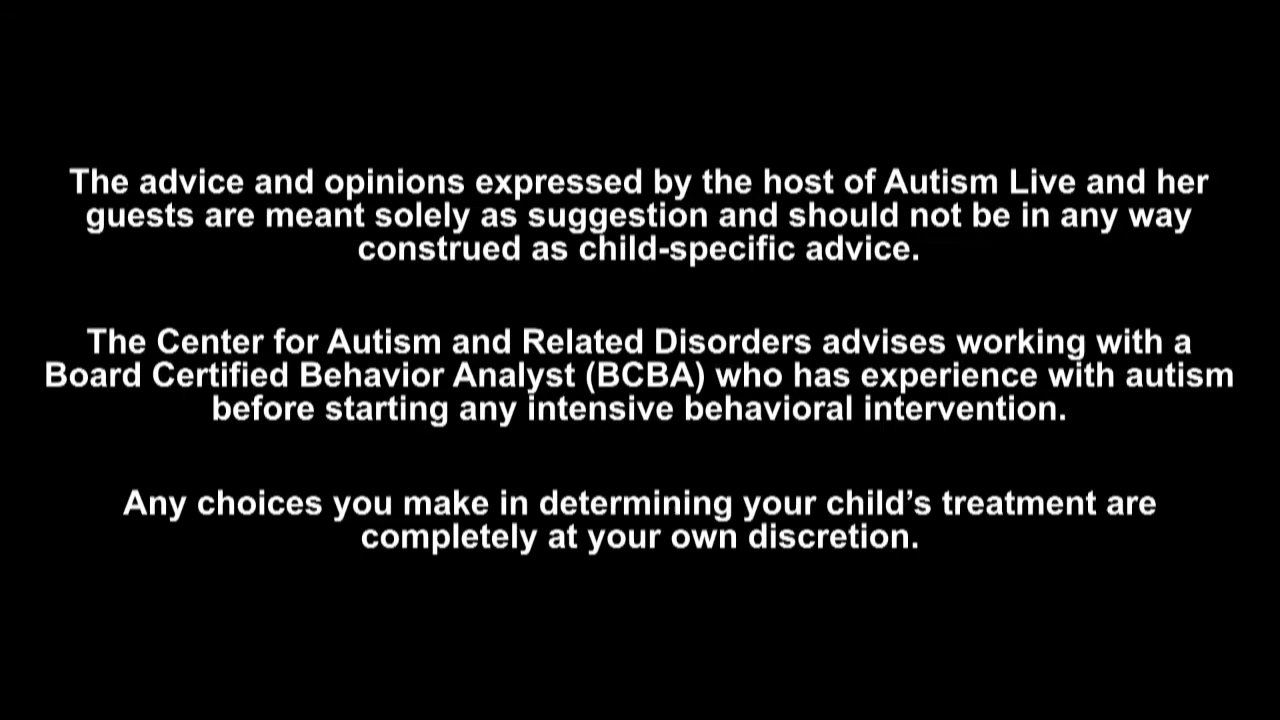 The advice and opinions expressed by the host of Autism Live and her
guests are meant solely as suggestion and should not be in any way
construed as child-specific advice.
The Center for Autism and Related Disorders advises working with a
Board Certified Behavior Analyst (BCBA) who has experience with autism
before starting any intensive behavioral intervention.
Any choices you make in determining your child’s treatment are
completely at your own discretion.